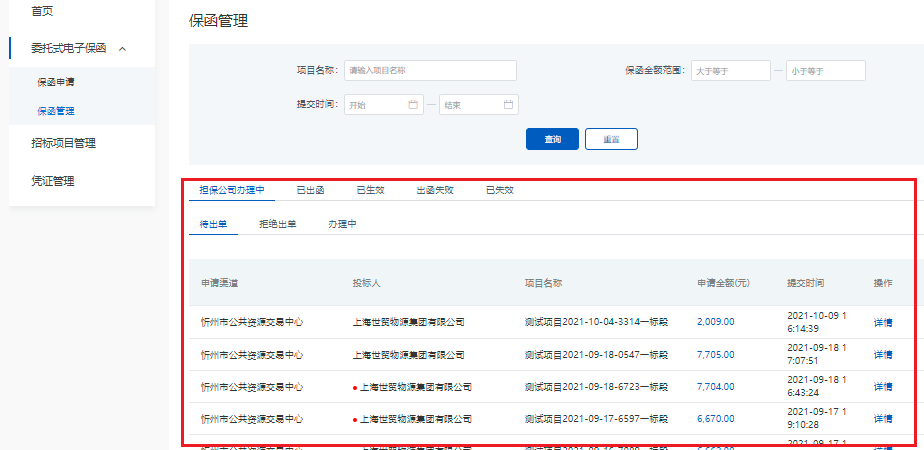 首页
委托式电子保函
保函申请
保函管理
招标项目管理
凭证管理
保函管理
项目名称: 请输入项目名称 保函金额范围: 大于等于 — 小于等于
提交时间: 开始 — 结束
查询 重置
担保公司办理中 已出函 已生效 出函失败 已失效
待出单 拒绝出单 办理中
申请渠道 投标人 项目名称 申请金额(元) 提交时间 操作
忻州市公共资源交易中心 上海世贸物源集团有限公司 测试项目2021-10-04-3314一标段 2,009.00 2021-10-09 1
6:14:39 详情
忻州市公共资源交易中心 上海世贸物源集团有限公司 测试项目2021-09-18-0547一标段 7,705.00 2021-09-18 1
7:07:51 详情
忻州市公共资源交易中心 上海世贸物源集团有限公司 测试项目2021-09-18-6723一标段 7,704.00 2021-09-18 1
6:43:24 详情
忻州市公共资源交易中心 上海世贸物源集团有限公司 测试项目2021-09-17-6597一标段 6,670.00 2021-09-17 1
9:10:28 详情
2021-09-17 1